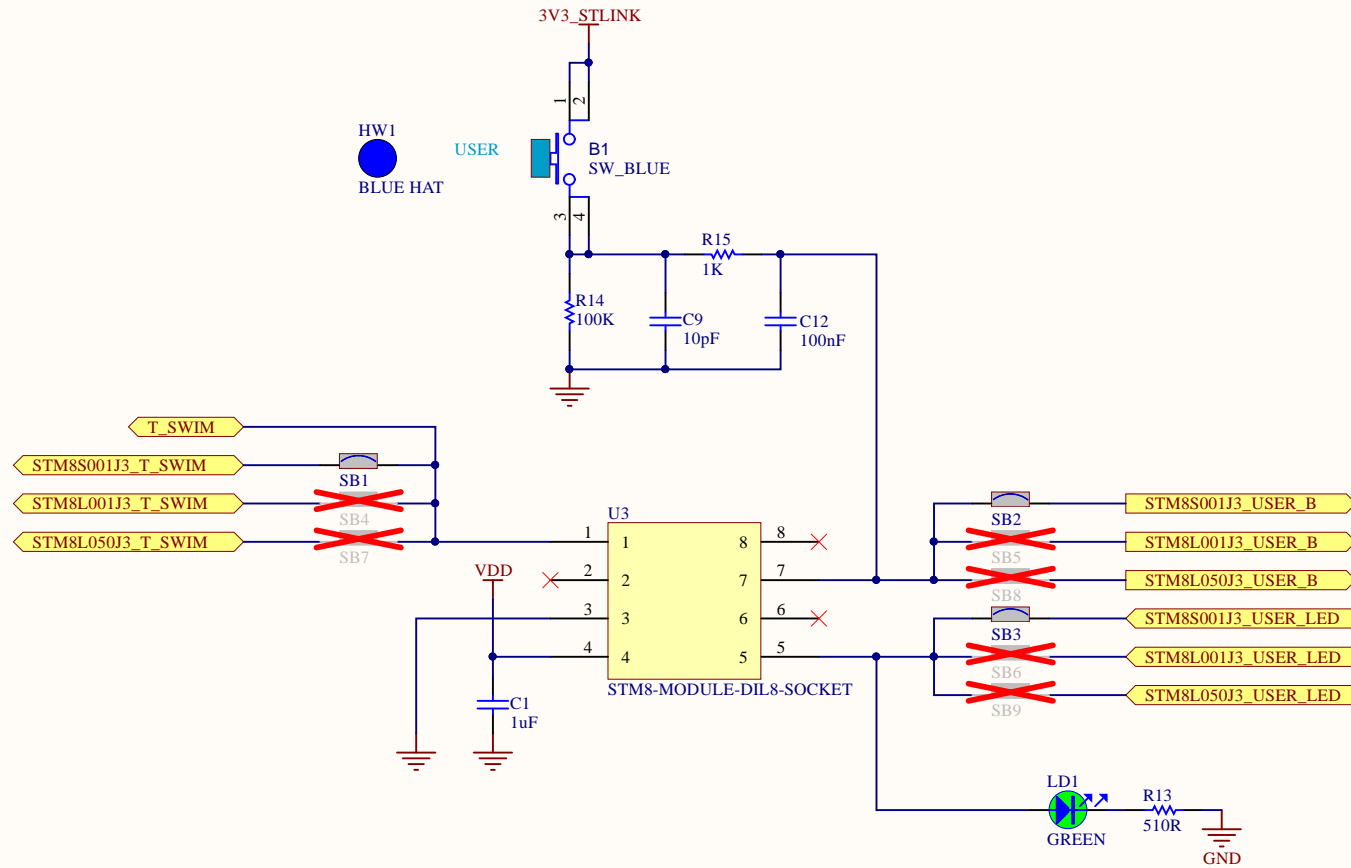 3V3_STLINK
1
2
HW1
BLUE HAT
USER
B1
SW_BLUE
3
4
R15
1K
R14
100K
C9
10pF
C12
100nF
T_SWIM
STM8S001J3_T_SWIM
SB1
STM8L001J3_T_SWIM
SB4
STM8L050J3_T_SWIM
SB7
U3
1
1
2
2
3
3
4
4
8
8
7
7
6
6
5
5
STM8-MODULE-DIL8-SOCKET
VDD
C1
1uF
STM8S001J3_USER_B
SB2
STM8L001J3_USER_B
SB5
STM8L050J3_USER_B
SB8
STM8S001J3_USER_LED
SB3
STM8L001J3_USER_LED
SB6
STM8L050J3_USER_LED
SB9
LD1
GREEN
R13
510R
GND